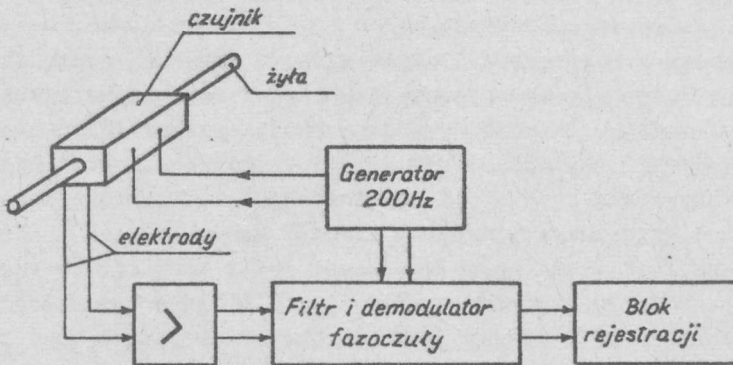 czujnik
żyła
Generator
200Hz
elektrody
>
Filtr i demodulator
fazoczuły
Blok
rejestracji